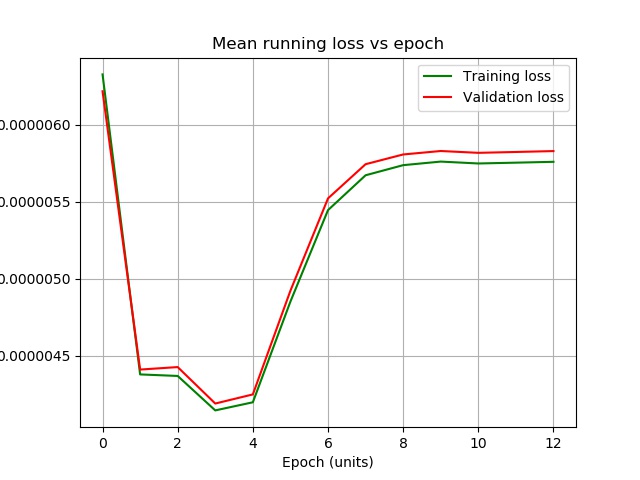 Mean running loss vs epoch
Training loss
Validation loss
0.0000060
0.0000055
0.0000050
0.0000045
0 2 4 6 8 10 12
Epoch (units)